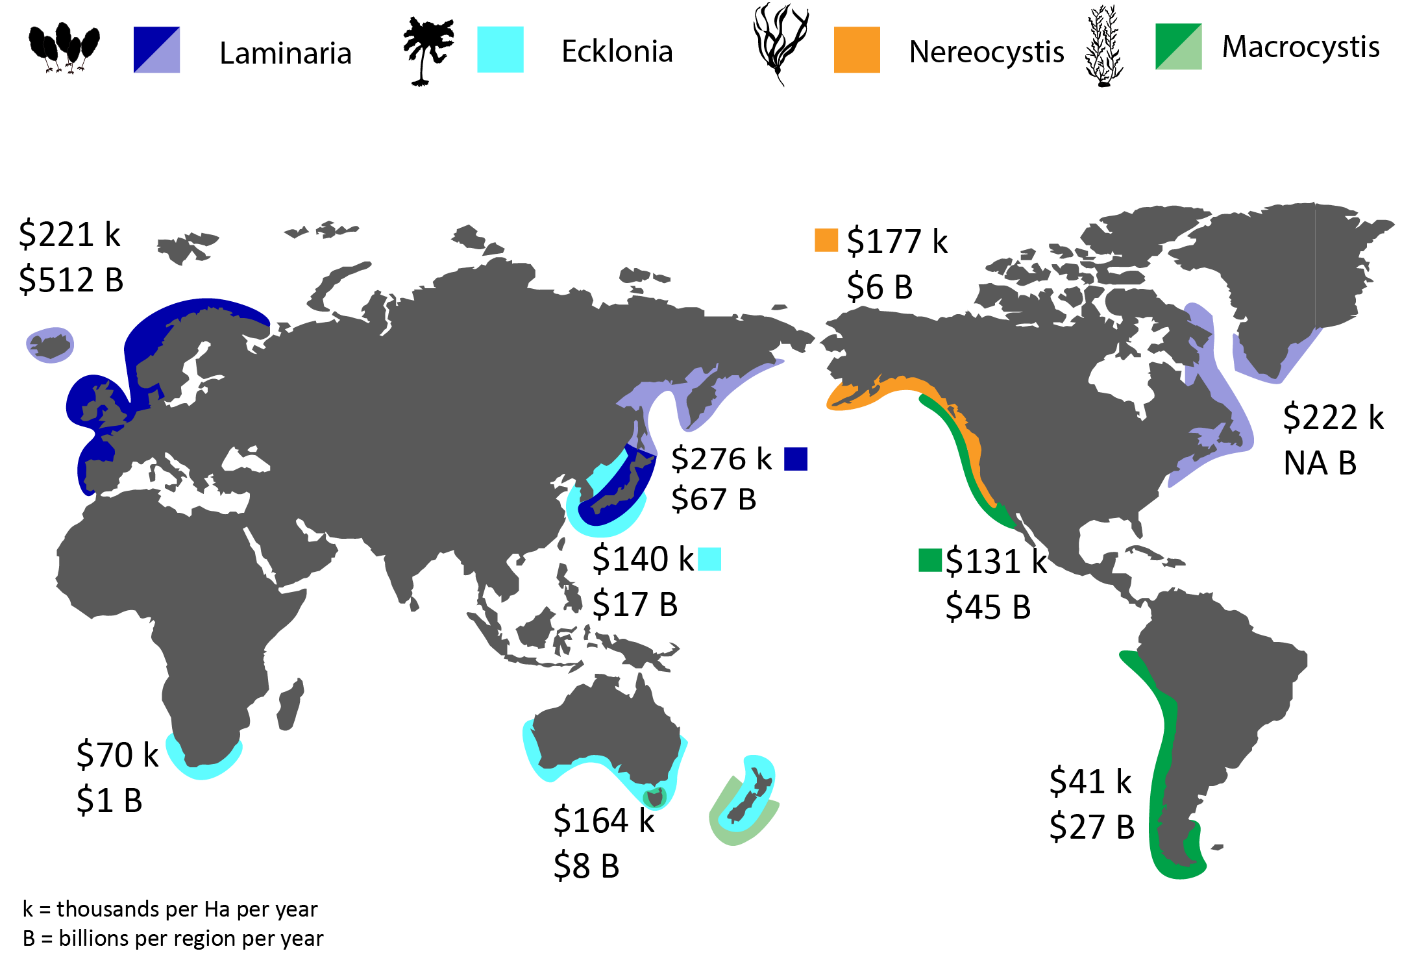 Laminaria
Ecklonia
Nereocystis
Macrocystis
$221 k
$512 B
$177 k
$6 B
$222 k
NA B
$276 k
$67 B
$140 k
$17 B
$131 k
$45 B
$70 k
$1 B
$164 k
$8 B
$41 k
$27 B
k = thousands per Ha per year
B = billions per region per year